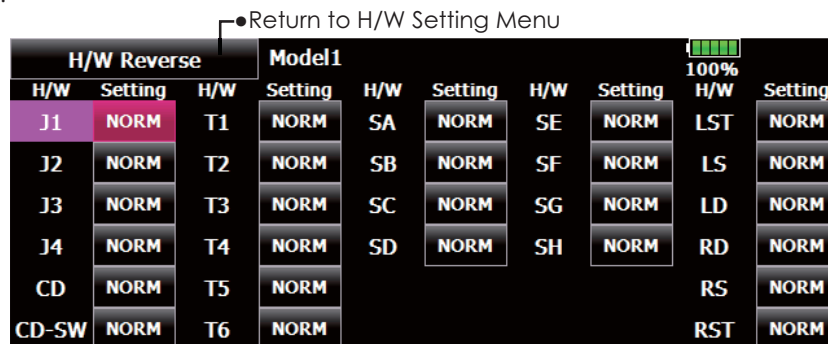 Return to H/W Setting Menu
H/W Reverse Model1 100%
H/W Setting H/W Setting H/W Setting H/W Setting H/W Setting
J1 NORM T1 NORM SA NORM SE NORM LST NORM
J2 NORM T2 NORM SB NORM SF NORM LS NORM
J3 NORM T3 NORM SC NORM SG NORM LD NORM
J4 NORM T4 NORM SD NORM SH NORM RD NORM
CD NORM T5 NORM RS NORM
CD-SW NORM T6 NORM RST NORM